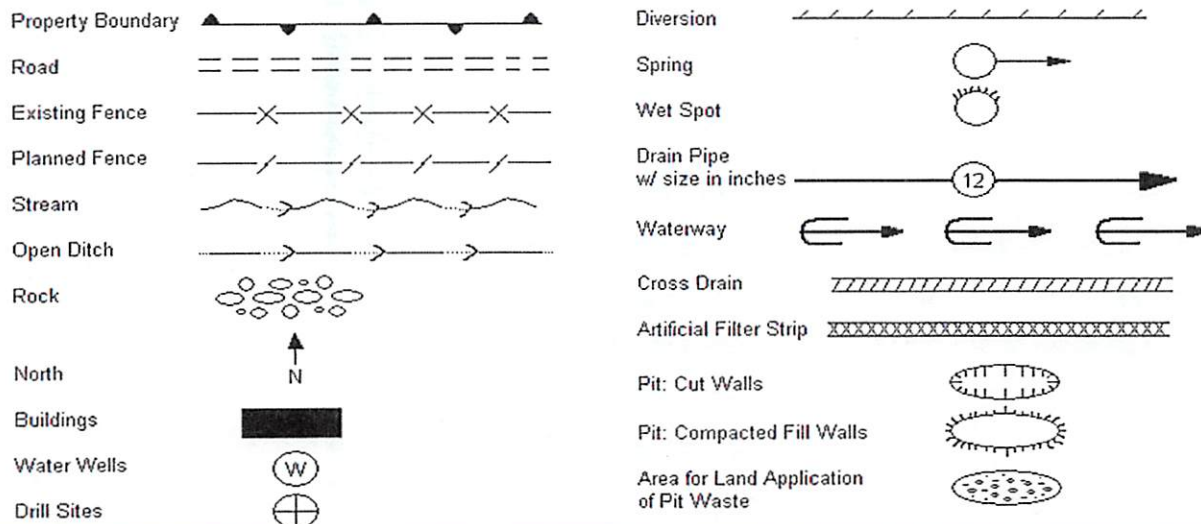 Property Boundary
Road
Existing Fence
Planned Fence
Stream
Open Ditch
Rock
North
N
Buildings
Water Wells
W
Drill Sites
Diversion
Spring
Wet Spot
Drain Pipe
w/ size in inches
12
Waterway
Cross Drain
Artificial Filter Strip
Pit: Cut Walls
Pit: Compacted Fill Walls
Area for Land Application
of Pit Waste